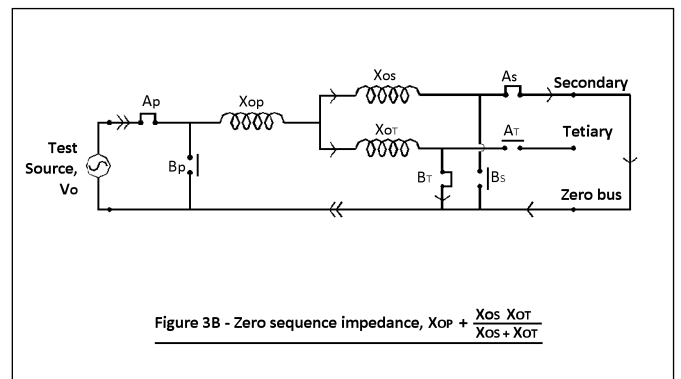 Xos
As
Secondary
Ap
Xop
Test
Source,
Vo
XoT
AT
Tetiary
Bp
BT
Bs
Zero bus
Figure 3B - Zero sequence impedance, XOP + XOS XOT
XOS + XOT